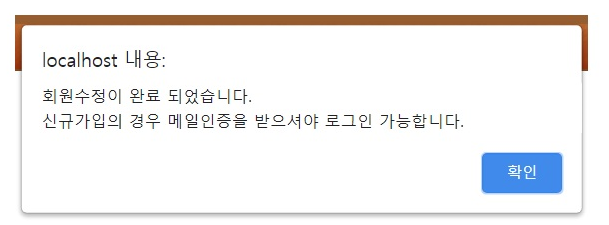 localhost 내용:
회원수정이 완료 되었습니다.
신규가입의 경우 메일인증을 받으셔야 로그인 가능합니다.
확인